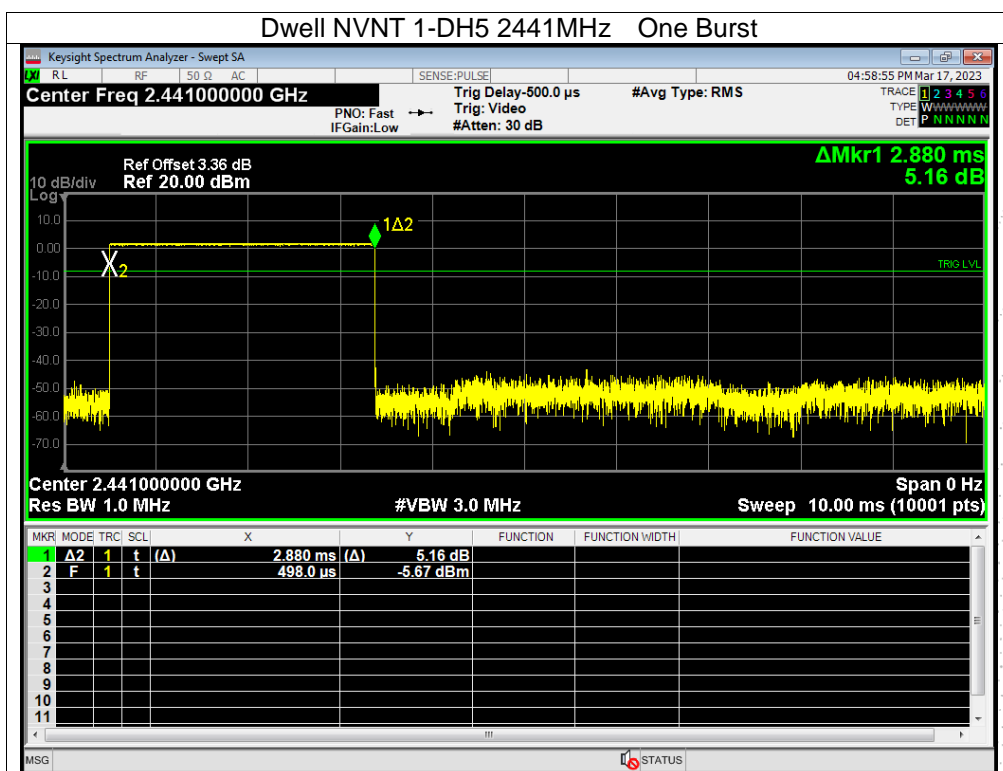 Dwell NVNT 1-DH5 2441MHz One Burst
Keysight Spectrum Analyzer - Swept SA
LXI RL RF 50 Ω AC SENSE:PULSE 04:58:55 PM Mar 17, 2023
Center Freq 2.441000000 GHz Trig Delay-500.0 µs #Avg Type: RMS TRACE 1 2 3 4 5 6
PNO: Fast Trig: Video TYPE WWWWWWW
IFGain:Low #Atten: 30 dB DET P N N N N N
ΔMkr1 2.880 ms
5.16 dB
Ref Offset 3.36 dB
10 dB/div Ref 20.00 dBm
Log
10.0
1Δ2
0.00
2
TRIG LVL
-10.0
-20.0
-30.0
-40.0
-50.0
-60.0
-70.0
Center 2.441000000 GHz Span 0 Hz
Res BW 1.0 MHz #VBW 3.0 MHz Sweep 10.00 ms (10001 pts)
MKR MODE TRC SCL X Y FUNCTION FUNCTION WIDTH FUNCTION VALUE
1 Δ2 1 t (Δ) 2.880 ms (Δ) 5.16 dB
2 F 1 t 498.0 µs -5.67 dBm
3
4
5
6
7
8
9
10
11
MSG STATUS